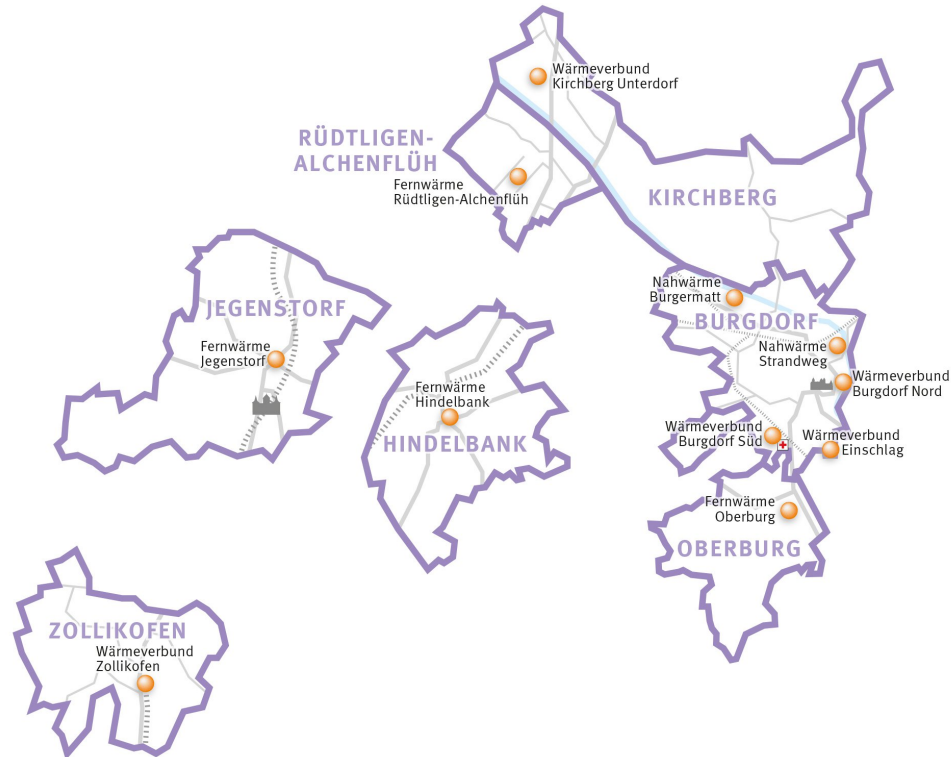 Wärmeverbund
Kirchberg Unterdorf
RÜDTLIGEN-
ALCHENFLÜH
Fernwärme
Rüdtligen-Alchenflüh
KIRCHBERG
JEGENSTORF
Fernwärme
Jegenstorf
Nahwärme
Burgermatt
BURGDORF
Nahwärme
Strandweg
Wärmeverbund
Burgdorf Nord
Fernwärme
Hindelbank
HINDELBANK
Wärmeverbund
Burgdorf Süd
Wärmeverbund
Einschlag
Fernwärme
Oberburg
OBERBURG
ZOLLIKOFEN
Wärmeverbund
Zollikofen